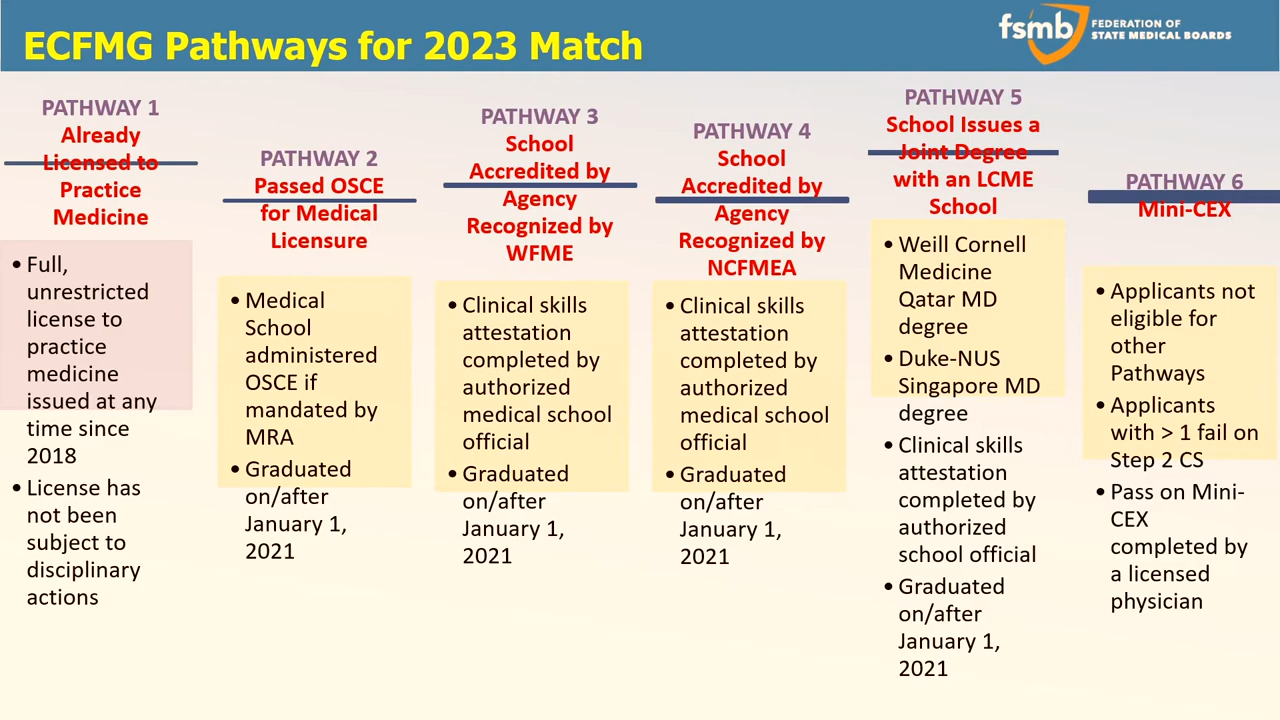 ECFMG Pathways for 2023 Match
fsmb
FEDERATION OF
STATE MEDICAL BOARDS
PATHWAY 1
Already
Licensed to
Practice
Medicine
• Full,
unrestricted
license to
practice
medicine
issued at any
time since
2018
• License has
not been
subject to
disciplinary
actions
PATHWAY 2
Passed OSCE
for Medical
Licensure
• Medical
School
administered
OSCE if
mandated by
MRA
• Graduated
on/after
January 1,
2021
PATHWAY 3
School
Accredited by
Agency
Recognized by
WFME
• Clinical skills
attestation
completed by
authorized
medical school
official
• Graduated
on/after
January 1,
2021
PATHWAY 4
School
Accredited by
Agency
Recognized by
NCFMEA
• Clinical skills
attestation
completed by
authorized
medical school
official
• Graduated
on/after
January 1,
2021
PATHWAY 5
School Issues a
Joint Degree
with an LCME
School
• Weill Cornell
Medicine
Qatar MD
degree
• Duke-NUS
Singapore MD
degree
• Clinical skills
attestation
completed by
authorized
school official
• Graduated
on/after
January 1,
2021
PATHWAY 6
Mini-CEX
• Applicants not
eligible for
other
Pathways
• Applicants
with > 1 fail on
Step 2 CS
• Pass on Mini-
CEX
completed by
a licensed
physician